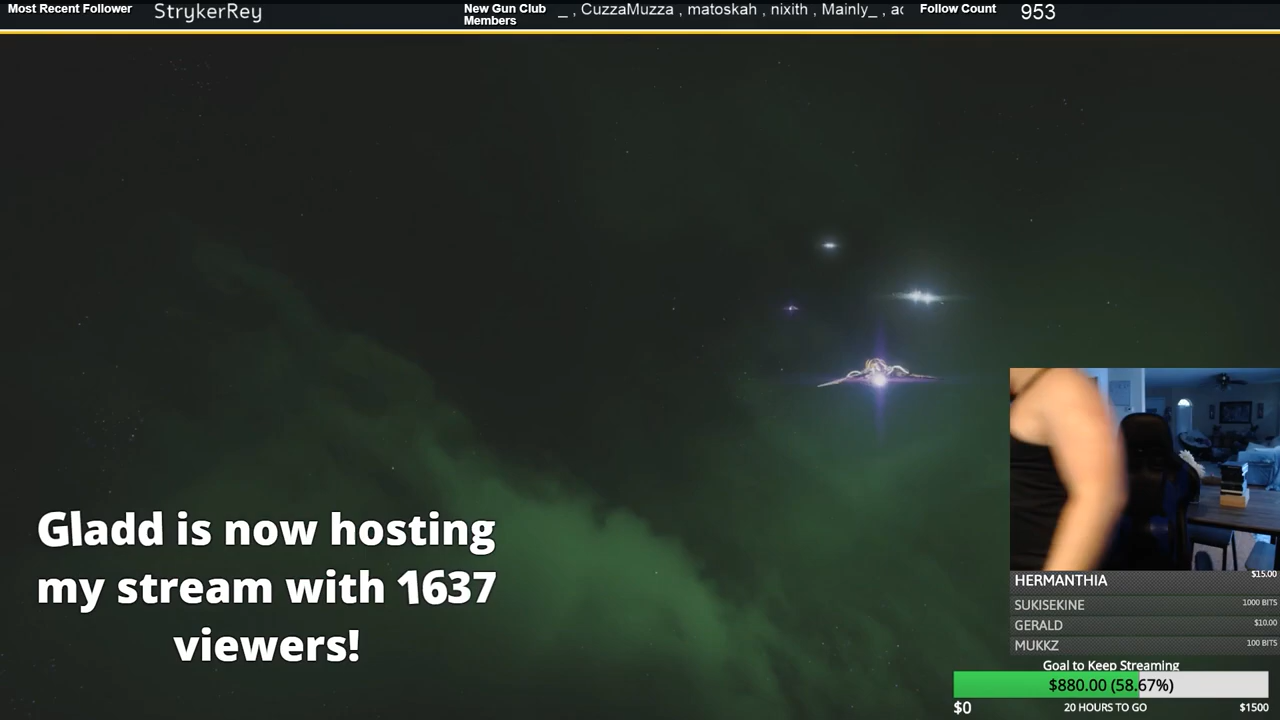 Most Recent Follower
StrykerRey
New Gun Club
Members
_ , CuzzaMuzza , matoskah , nixith , Mainly_ ,
Follow Count
953
Gladd is now hosting
my stream with 1637
viewers!
HERMANTHIA $15.00
SUKISEKINE 1000 BITS
GERALD $10.00
MUKKZ 100 BITS
Goal to Keep Streaming
$880.00 (58.67%)
$0 20 HOURS TO GO $1500